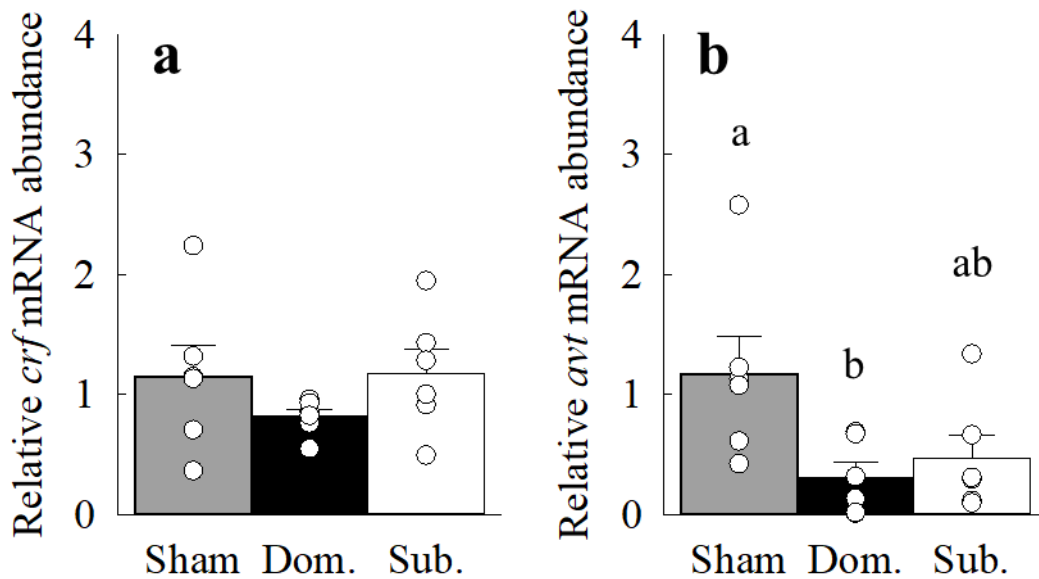 a
Relative crf mRNA abundance
4
3
2
1
0
Sham Dom. Sub.
b
Relative avt mRNA abundance
4
3
2
1
0
a
b
ab
Sham Dom. Sub.